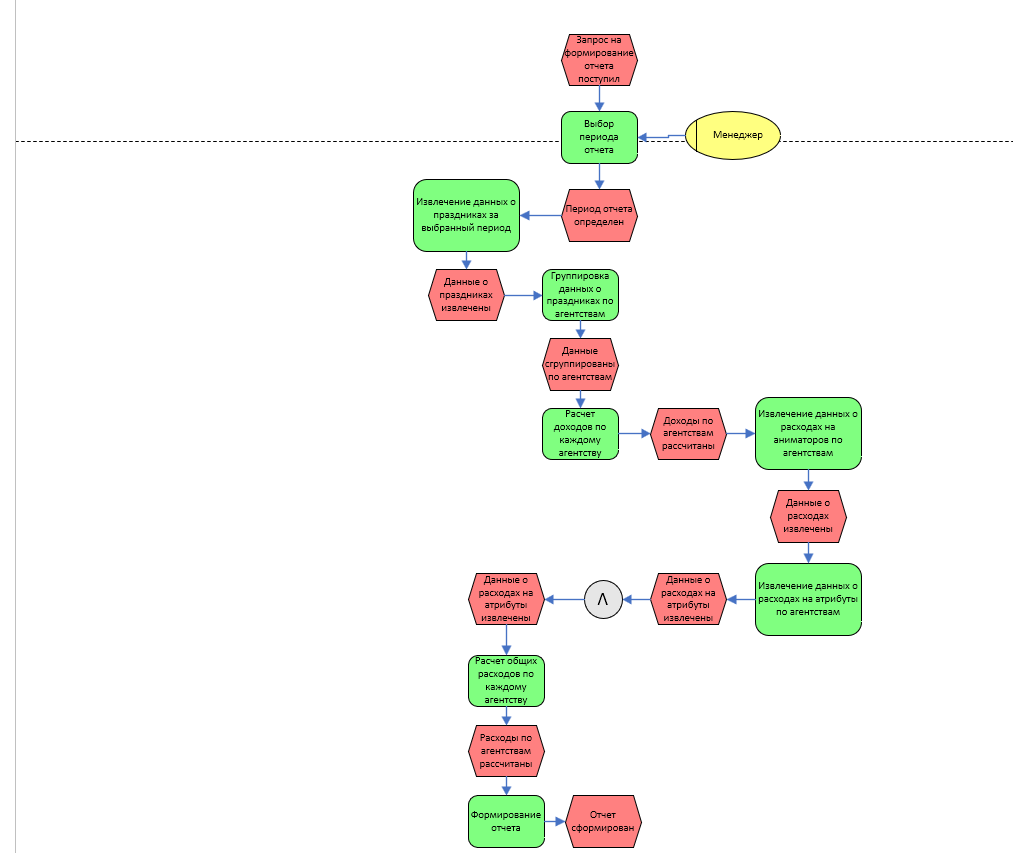 Запрос на
формирование
отчета
поступил
Выбор
периода
отчета
Менеджер
Извлечение данных о
праздниках за
выбранный период
Период отчета
определен
Данные о
праздниках
извлечены
Группировка
данных о
праздниках по
агентствам
Данные
сгруппированы
по агентствам
Расчет
доходов по
каждому
агентству
Доходы по
агентствам
рассчитаны
Извлечение данных о
расходах на
аниматоров по
агентствам
Данные о
расходах
извлечены
Извлечение данных о
расходах на атрибуты
по агентствам
Данные о
расходах на
атрибуты
извлечены
Λ
Данные о
расходах на
атрибуты
извлечены
Расчет общих
расходов по
каждому
агентству
Расходы по
агентствам
рассчитаны
Формирование
отчета
Отчет
сформирован